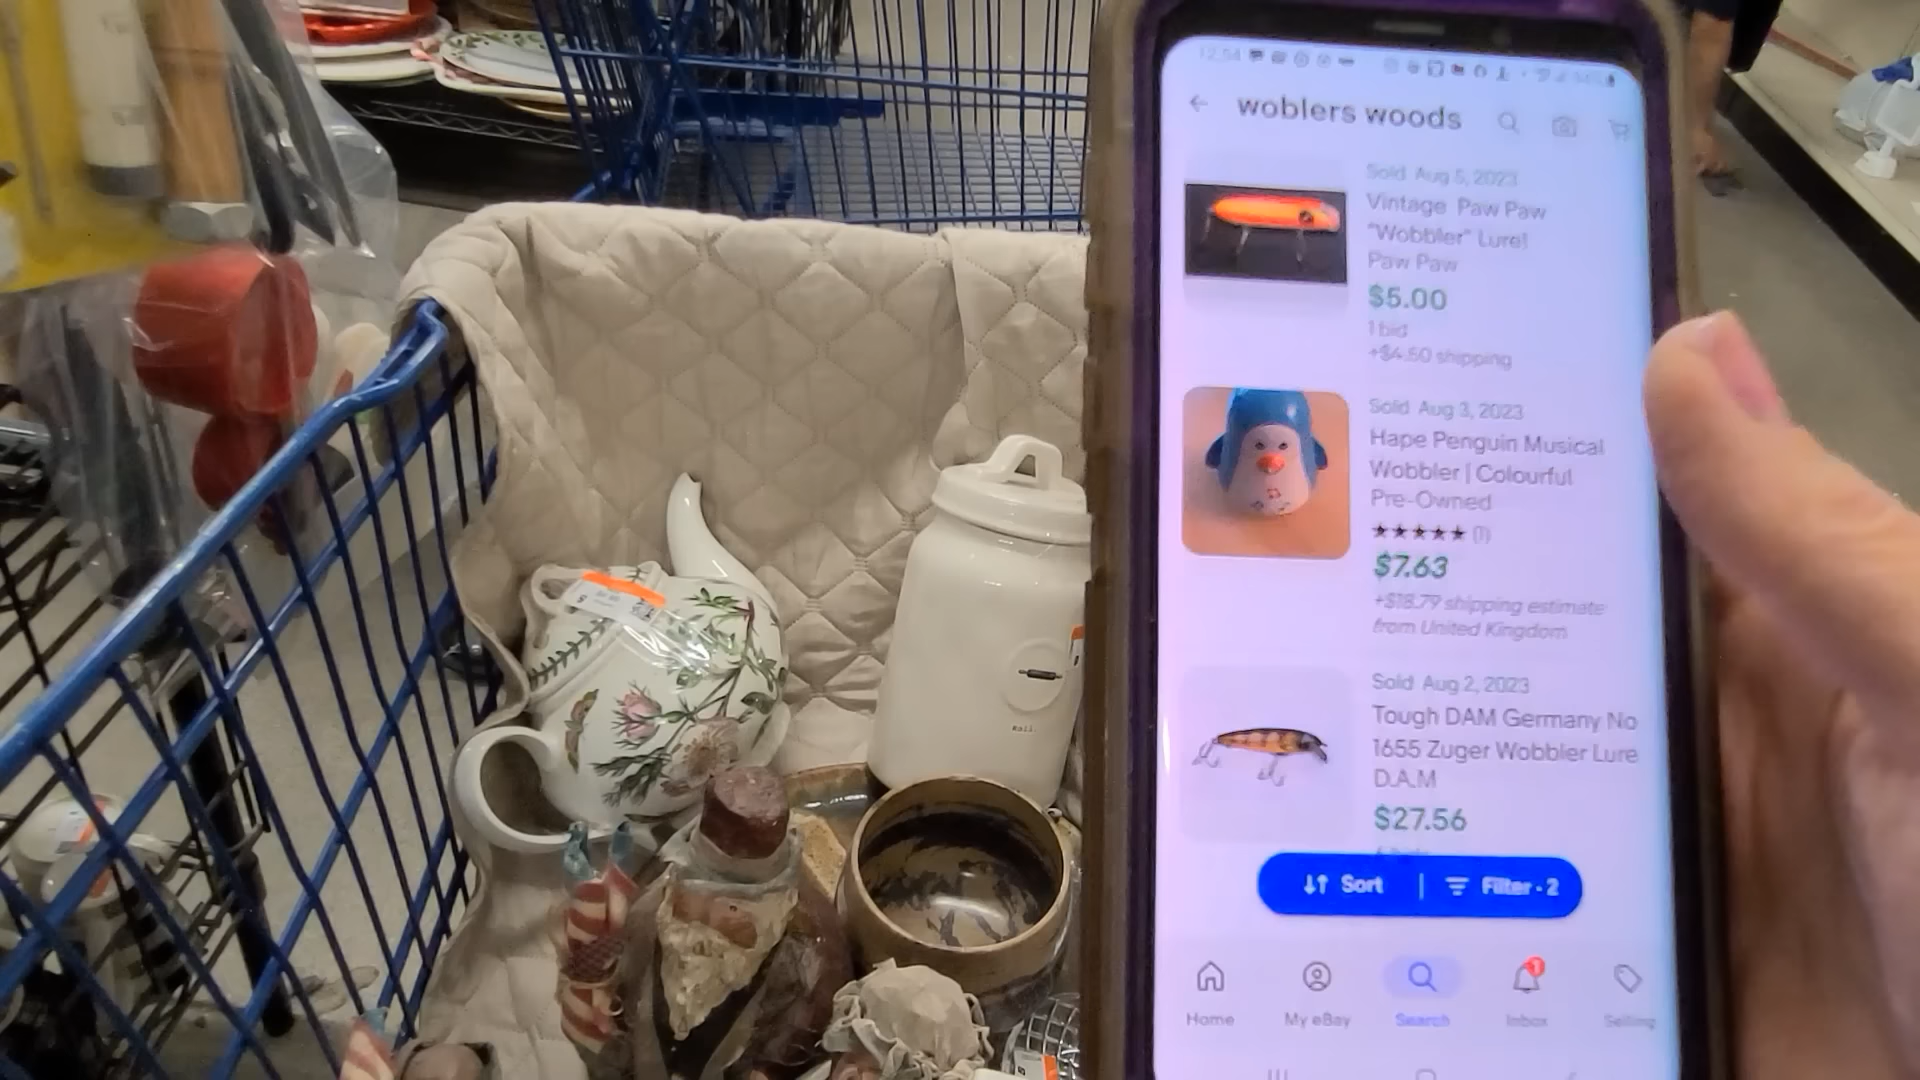 12:54
woblers woods
Sold Aug 5, 2023
Vintage Paw Paw
"Wobbler" Lure!
Paw Paw
$5.00
1 bid
+$4.60 shipping
Sold Aug 3, 2023
Hape Penguin Musical
Wobbler | Colourful
Pre-Owned
(1)
$7.63
+$18.79 shipping estimate
from United Kingdom
Sold Aug 2, 2023
Tough DAM Germany No
1655 Zuger Wobbler Lure
D.A.M
$27.56
Sort
Filter • 2
1
Home
My eBay
Search
Inbox
Selling